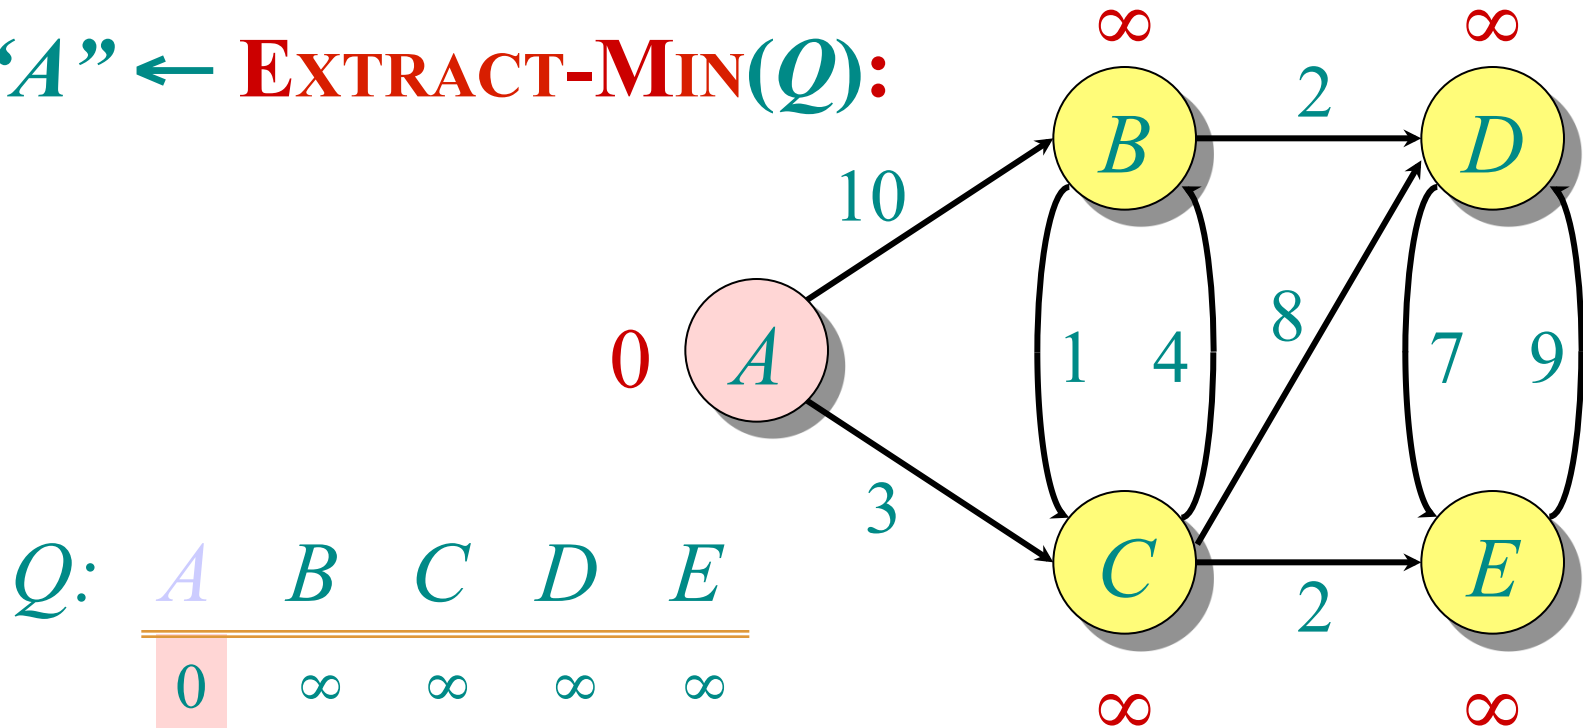 “A” ← EXTRACT-MIN(Q):
∞ ∞
2
B D
10
8
0 A 1 4 7 9
3
Q: A B C D E
C E
2
0 ∞ ∞ ∞ ∞
∞ ∞